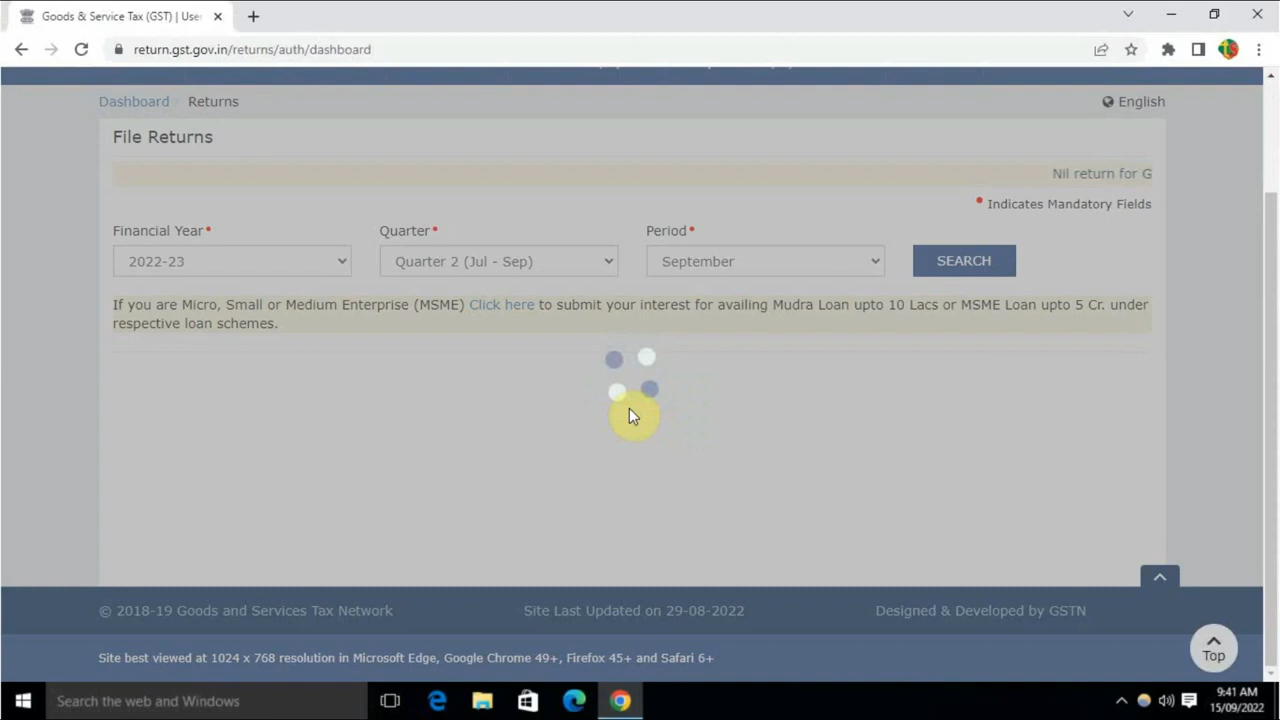 Goods & Service Tax (GST) | Use
return.gst.gov.in/returns/auth/dashboard
Dashboard Returns English
File Returns
Nil return for G
• Indicates Mandatory Fields
Financial Year• Quarter• Period•
2022-23 Quarter 2 (Jul - Sep) September SEARCH
If you are Micro, Small or Medium Enterprise (MSME) Click here to submit your interest for availing Mudra Loan upto 10 Lacs or MSME Loan upto 5 Cr. under
respective loan schemes.
© 2018-19 Goods and Services Tax Network Site Last Updated on 29-08-2022 Designed & Developed by GSTN
Site best viewed at 1024 x 768 resolution in Microsoft Edge, Google Chrome 49+, Firefox 45+ and Safari 6+
Top
Search the web and Windows
9:41 AM
15/09/2022